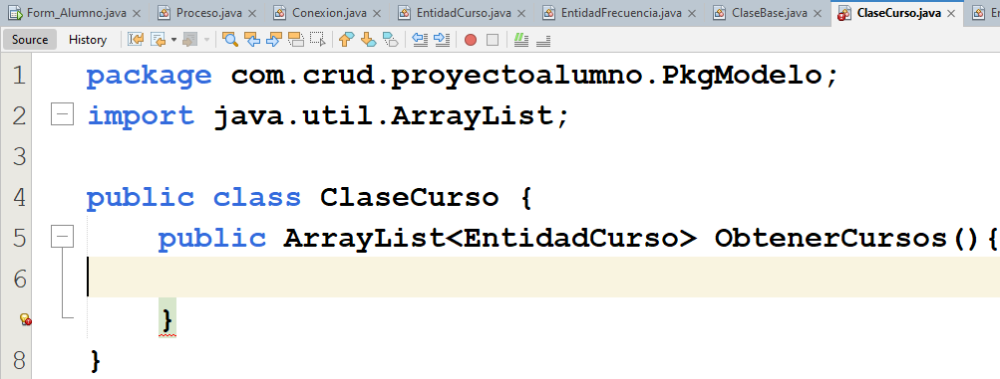 Form_Alumno.java Proceso.java Conexion.java EntidadCurso.java EntidadFrecuencia.java ClaseBase.java ClaseCurso.java
Source History
1 package com.crud.proyectoalumno.PkgModelo;
2 import java.util.ArrayList;
3
4 public class ClaseCurso {
5 public ArrayList<EntidadCurso> ObtenerCursos(){
6
}
8 }